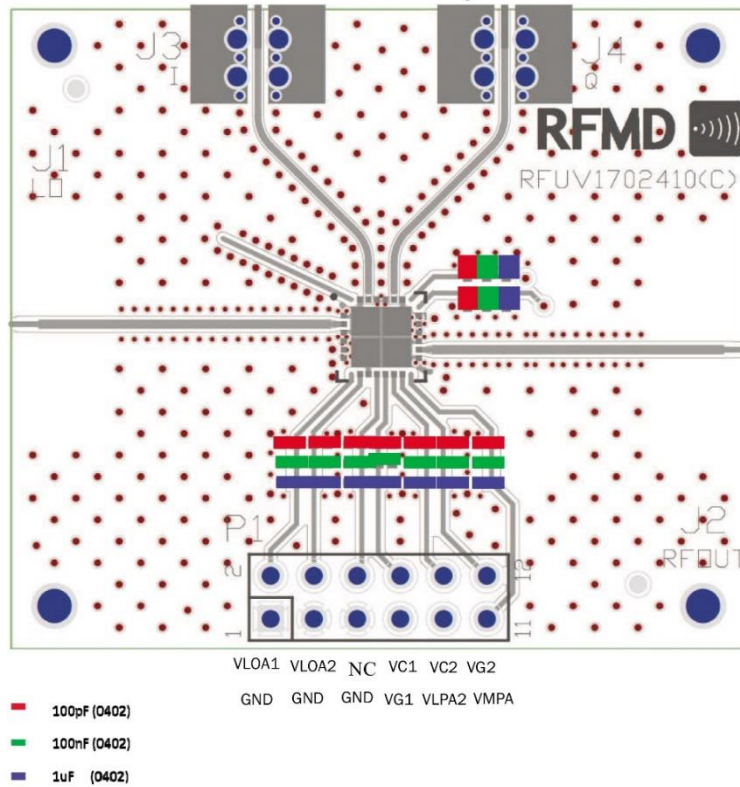 J3
I
J4
Q
RFMD
RFUV1702410(C)
J1
LO
P1
J2
RFOUT
2
12
1
11
VLOA1 VLOA2 NC VC1 VC2 VG2
GND GND GND VG1 VLPA2 VMPA
100pF (0402)
100nF (0402)
1uF (0402)